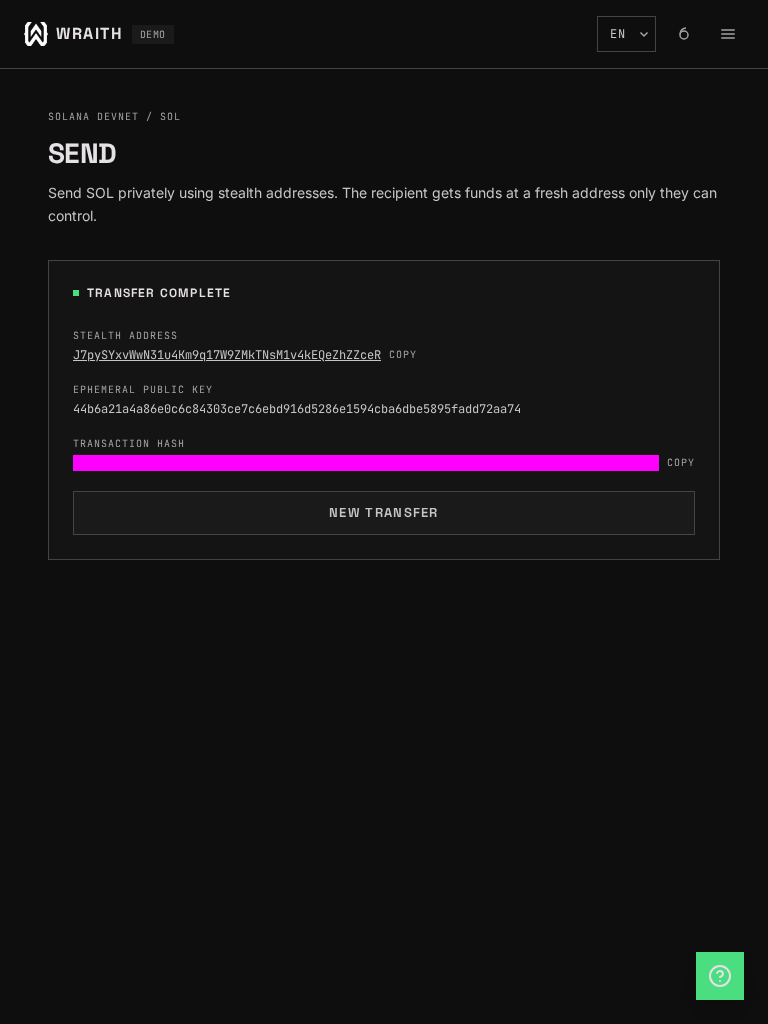 WRAITH DEMO EN
SOLANA DEVNET / SOL
SEND
Send SOL privately using stealth addresses. The recipient gets funds at a fresh address only they can
control.
TRANSFER COMPLETE
STEALTH ADDRESS
J7pySYxvWwN31u4Km9q17W9ZMkTNsM1v4kEQeZhZZceR COPY
EPHEMERAL PUBLIC KEY
44b6a21a4a86e0c6c84303ce7c6ebd916d5286e1594cba6dbe5895fadd72aa74
TRANSACTION HASH
COPY
NEW TRANSFER